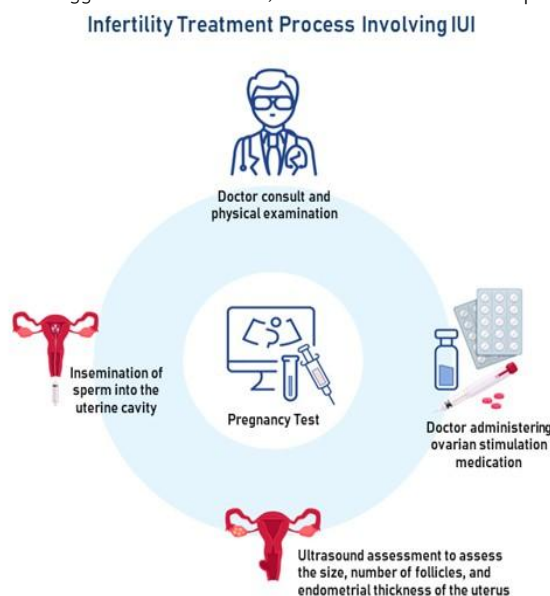 Infertility Treatment Process Involving IUI
Doctor consult and
physical examination
Insemination of
sperm into the
uterine cavity
Pregnancy Test
Doctor administering
ovarian stimulation
medication
Ultrasound assessment to assess
the size, number of follicles, and
endometrial thickness of the uterus